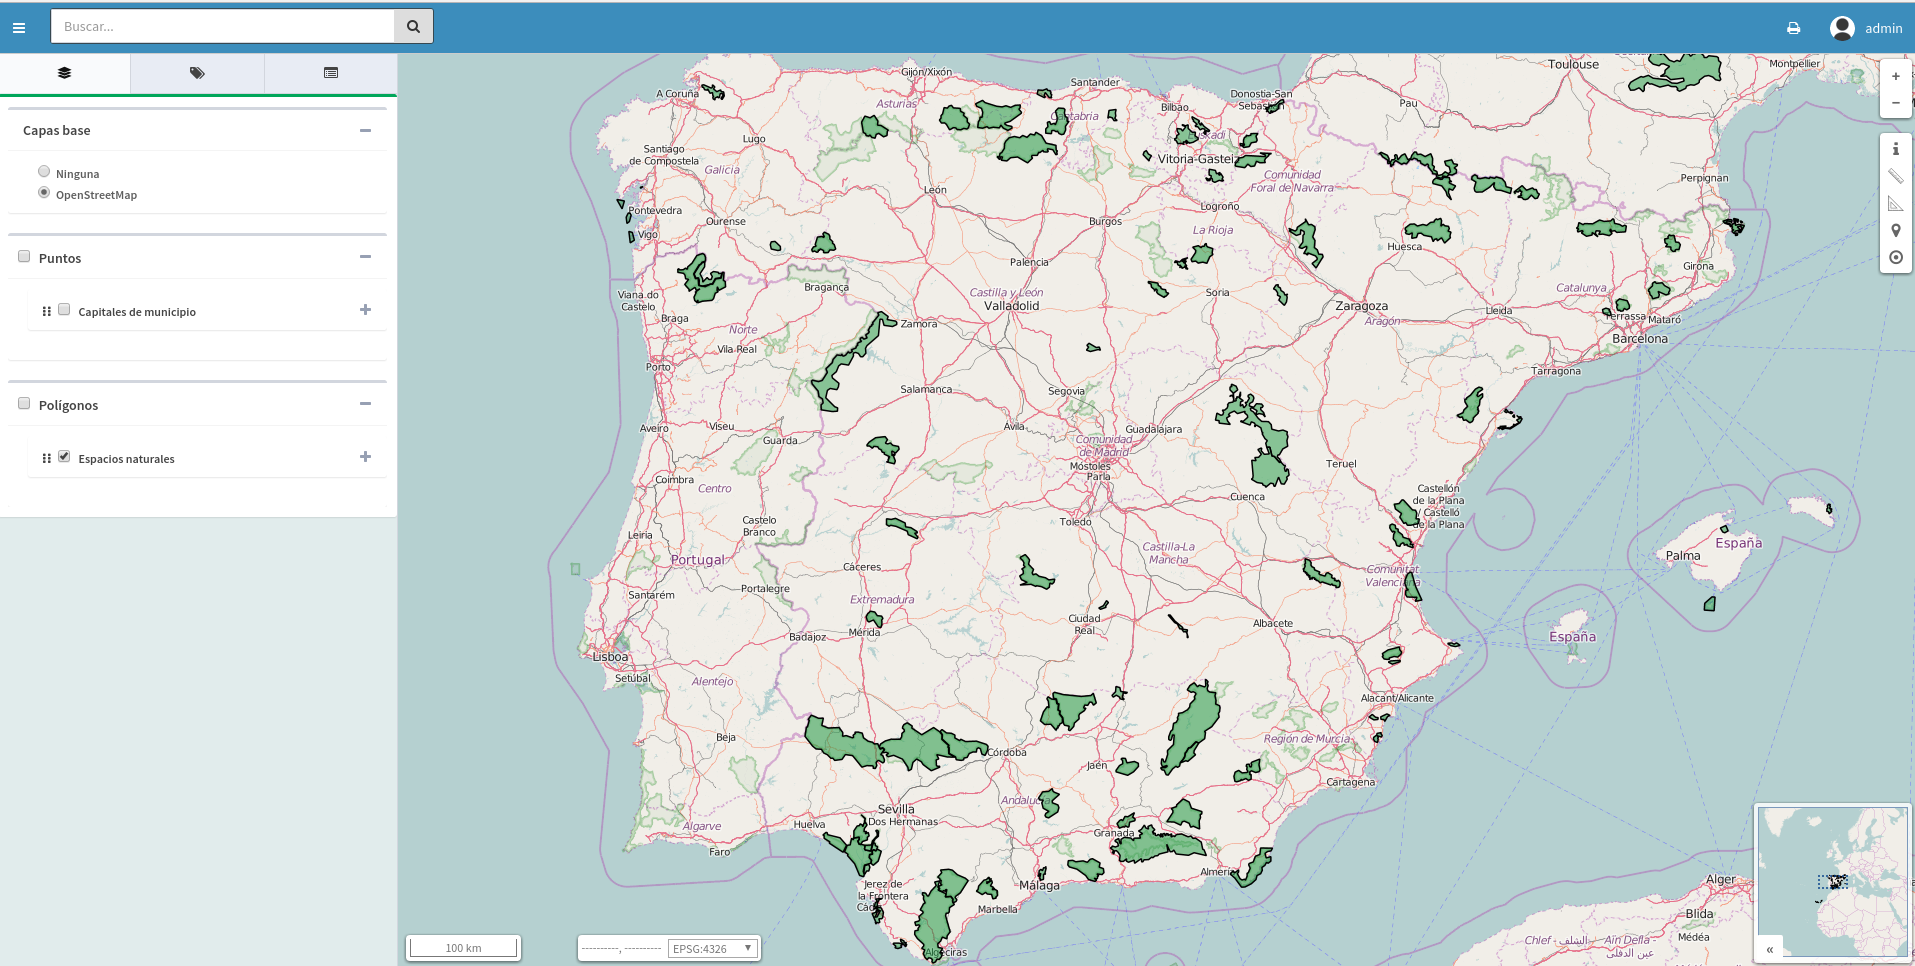 Buscar...
admin
Capas base
Ninguna
OpenStreetMap
Puntos
Capitales de municipio
Polígonos
Espacios naturales
Toulouse
Montpellier
Gijón/Xixón
Santander
A Coruña
Asturias
Cantabria
Bilbao
Donostia-San
Sebastián
Pau
Lugo
Santiago
de Compostela
Galicia
León
Vitoria-Gasteiz
Comunidad
Foral de Navarra
Perpignan
Pontevedra
Ourense
Vigo
Burgos
Logroño
La Rioja
Huesca
Girona
Palencia
Bragança
Viana do
Castelo
Braga
Castilla y León
Valladolid
Soria
Zaragoza
Aragón
Lleida
Catalunya
Terrassa
Mataró
Barcelona
Norte
Zamora
Vila Real
Porto
Tarragona
Salamanca
Segovia
Aveiro
Viseu
Guarda
Ávila
Guadalajara
Comunidad
de Madrid
Móstoles
Parla
Teruel
Coimbra
Centro
Cuenca
Castellón
de la Plana
/ Castelló
de la Plana
Castelo
Branco
Toledo
Leiria
Portugal
Castilla-La
Mancha
Palma
España
Cáceres
Comunitat
Valenciana
Santarém
Portalegre
Extremadura
Ciudad
Real
Albacete
España
Badajoz
Mérida
Lisboa
Setúbal
Alentejo
Alacant/Alicante
Beja
Córdoba
Región de Murcia
Jaén
Cartagena
Andalucía
Sevilla
Dos Hermanas
Huelva
Algarve
Faro
Granada
Almería
Jerez de
la Frontera
Málaga
Marbella
Algeciras
Alger
Blida
Médéa
Chlef - الشلف
Aïn Defla -
عين الدفلى
100 km
----------, ----------
EPSG:4326
«